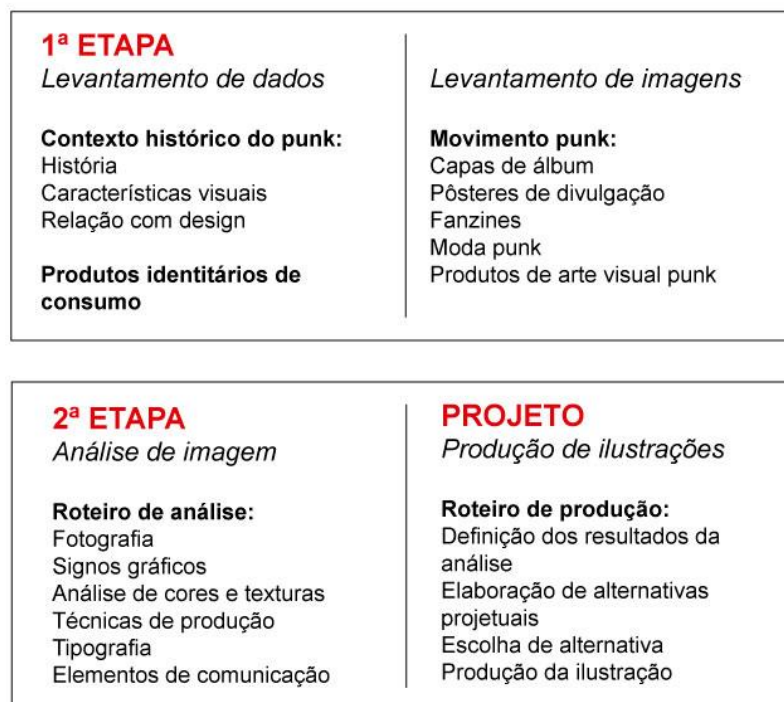 1ª ETAPA
Levantamento de dados
Contexto histórico do punk:
História
Características visuais
Relação com design
Produtos identitários de
consumo
Levantamento de imagens
Movimento punk:
Capas de álbum
Pôsteres de divulgação
Fanzines
Moda punk
Produtos de arte visual punk
2ª ETAPA
Análise de imagem
Roteiro de análise:
Fotografia
Signos gráficos
Análise de cores e texturas
Técnicas de produção
Tipografia
Elementos de comunicação
PROJETO
Produção de ilustrações
Roteiro de produção:
Definição dos resultados da
análise
Elaboração de alternativas
projetuais
Escolha de alternativa
Produção da ilustração